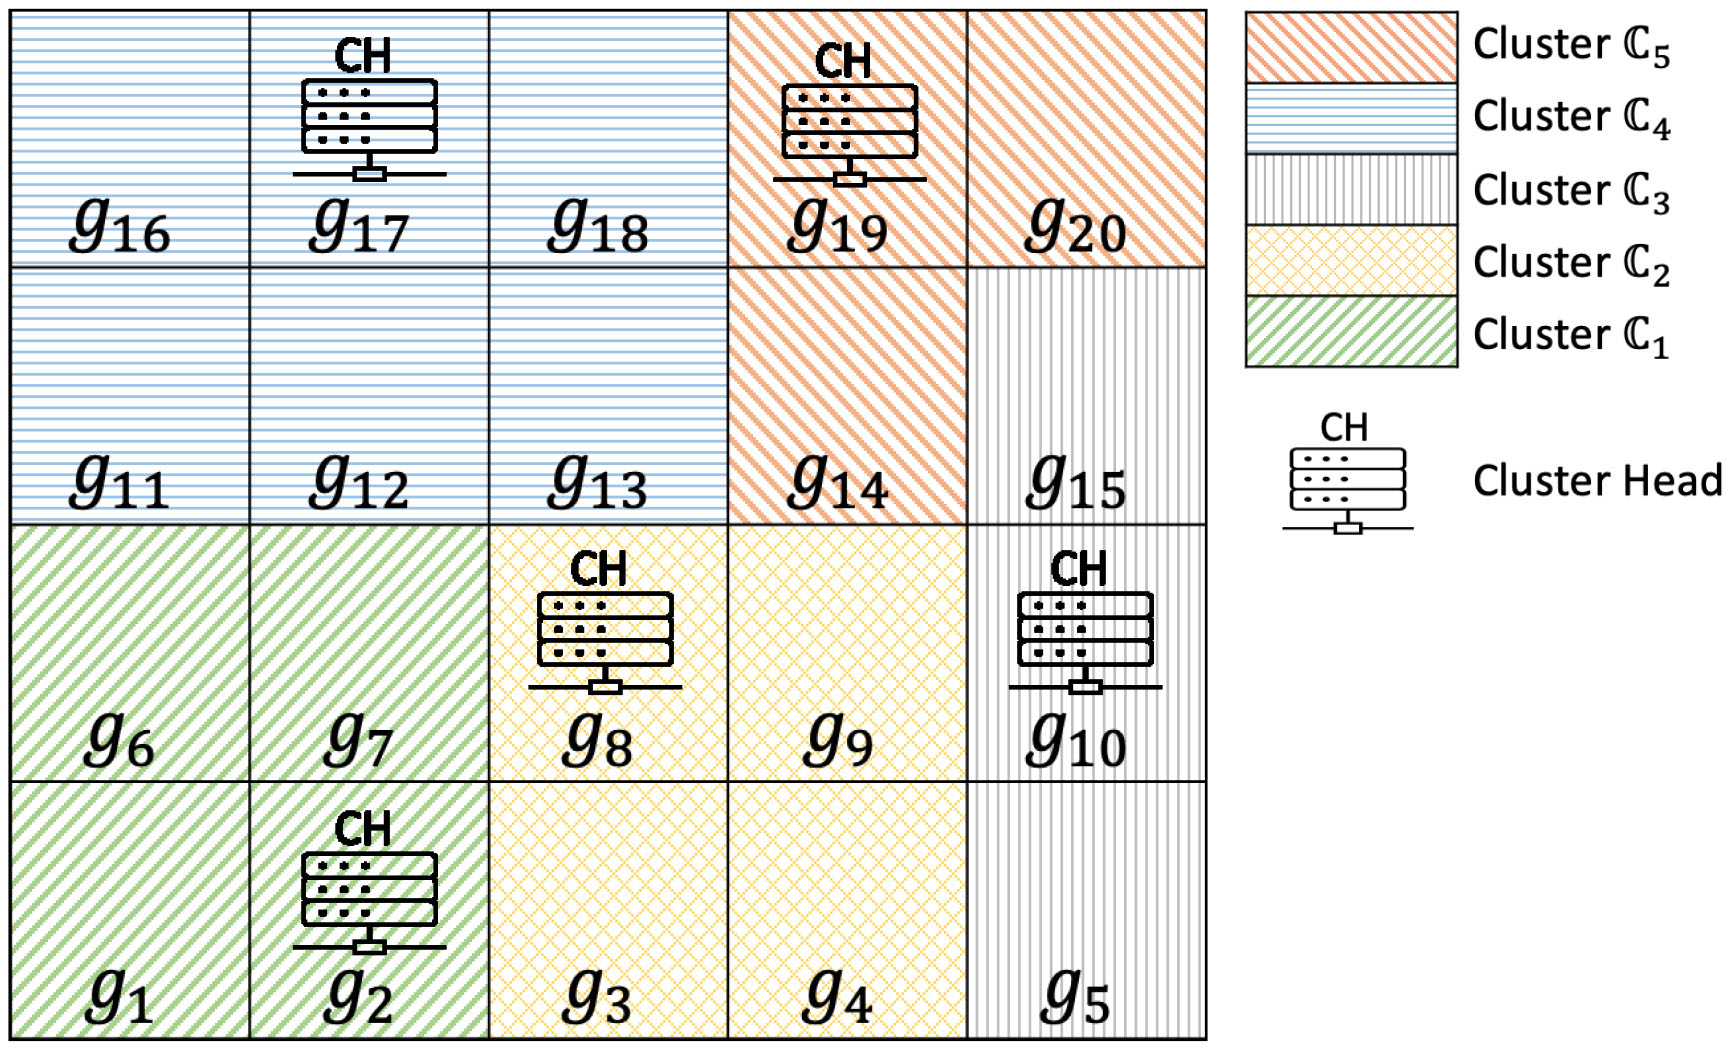 CH CH
g16 g17 g18 g19 g20
g11 g12 g13 g14 g15
CH CH
g6 g7 g8 g9 g10
CH
g1 g2 g3 g4 g5
Cluster ℂ5
Cluster ℂ4
Cluster ℂ3
Cluster ℂ2
Cluster ℂ1
CH
Cluster Head